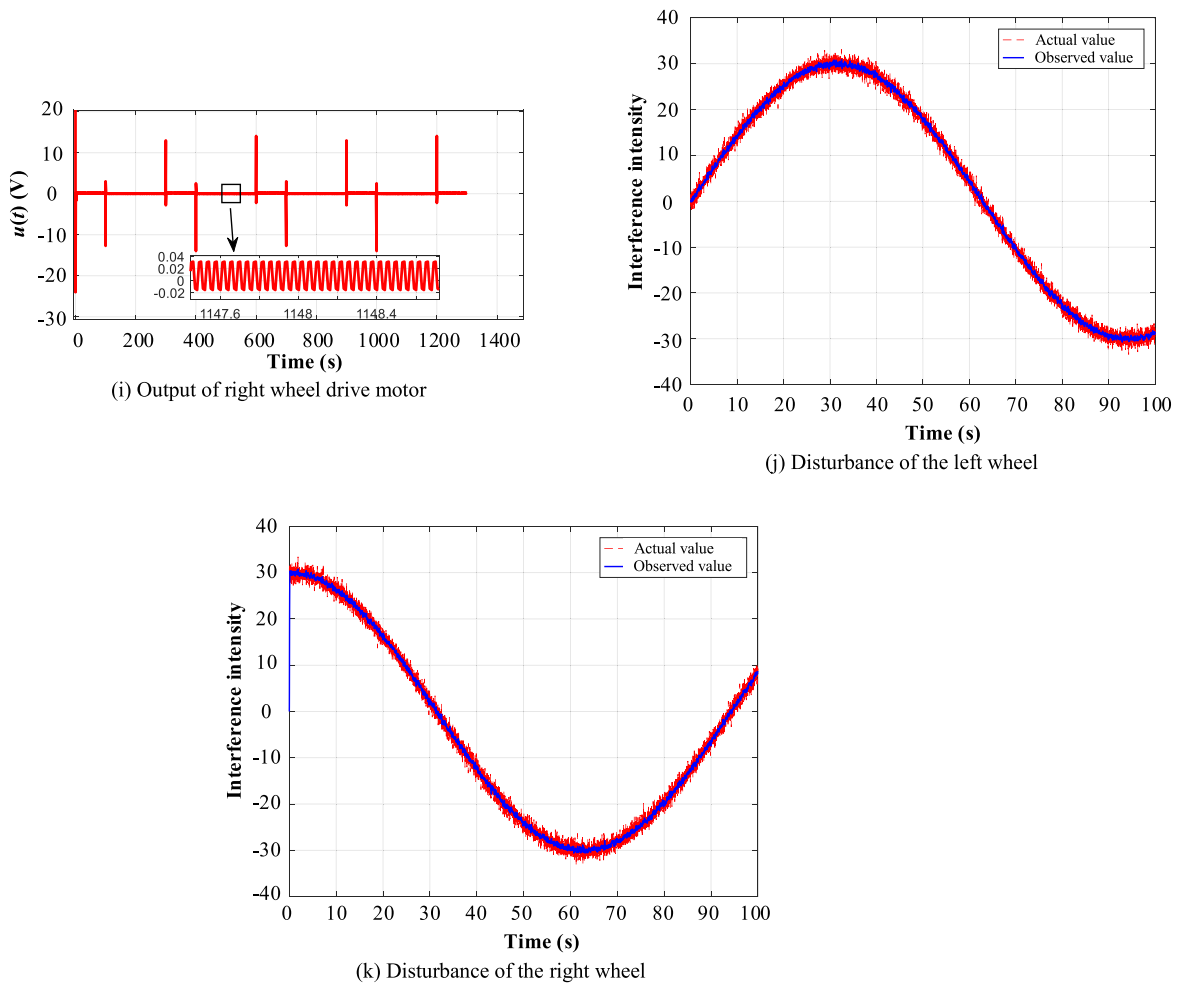 20
10
0
-10
-20
-30
u(t) (V)
0.04
0.02
0
-0.02
1147.6 1148 1148.4
0 200 400 600 800 1000 1200 1400
Time (s)
(i) Output of right wheel drive motor
40
30
20
10
0
-10
-20
-30
-40
Interference intensity
Actual value
Observed value
0 10 20 30 40 50 60 70 80 90 100
Time (s)
(j) Disturbance of the left wheel
40
30
20
10
0
-10
-20
-30
-40
Interference intensity
Actual value
Observed value
0 10 20 30 40 50 60 70 80 90 100
Time (s)
(k) Disturbance of the right wheel